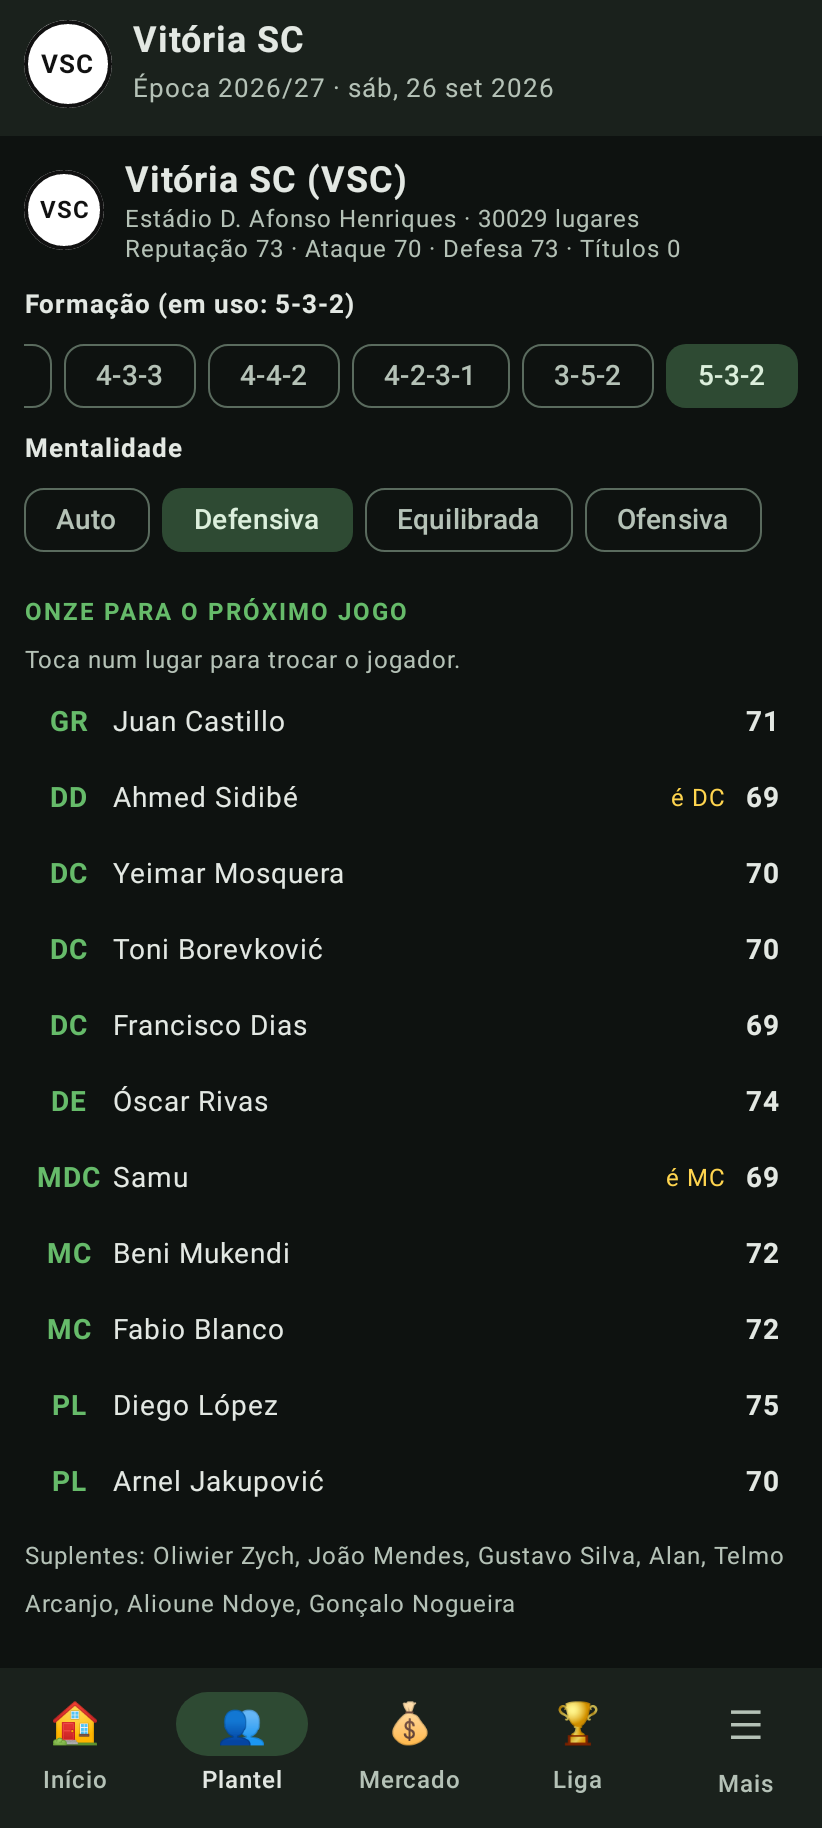 VSC
Vitória SC
Época 2026/27 · sáb, 26 set 2026
VSC
Vitória SC (VSC)
Estádio D. Afonso Henriques · 30029 lugares
Reputação 73 · Ataque 70 · Defesa 73 · Títulos 0
Formação (em uso: 5-3-2)
4-3-3 4-4-2 4-2-3-1 3-5-2 5-3-2
Mentalidade
Auto Defensiva Equilibrada Ofensiva
ONZE PARA O PRÓXIMO JOGO
Toca num lugar para trocar o jogador.
GR Juan Castillo 71
DD Ahmed Sidibé é DC 69
DC Yeimar Mosquera 70
DC Toni Borevković 70
DC Francisco Dias 69
DE Óscar Rivas 74
MDC Samu é MC 69
MC Beni Mukendi 72
MC Fabio Blanco 72
PL Diego López 75
PL Arnel Jakupović 70
Suplentes: Oliwier Zych, João Mendes, Gustavo Silva, Alan, Telmo
Arcanjo, Alioune Ndoye, Gonçalo Nogueira
Início Plantel Mercado Liga Mais